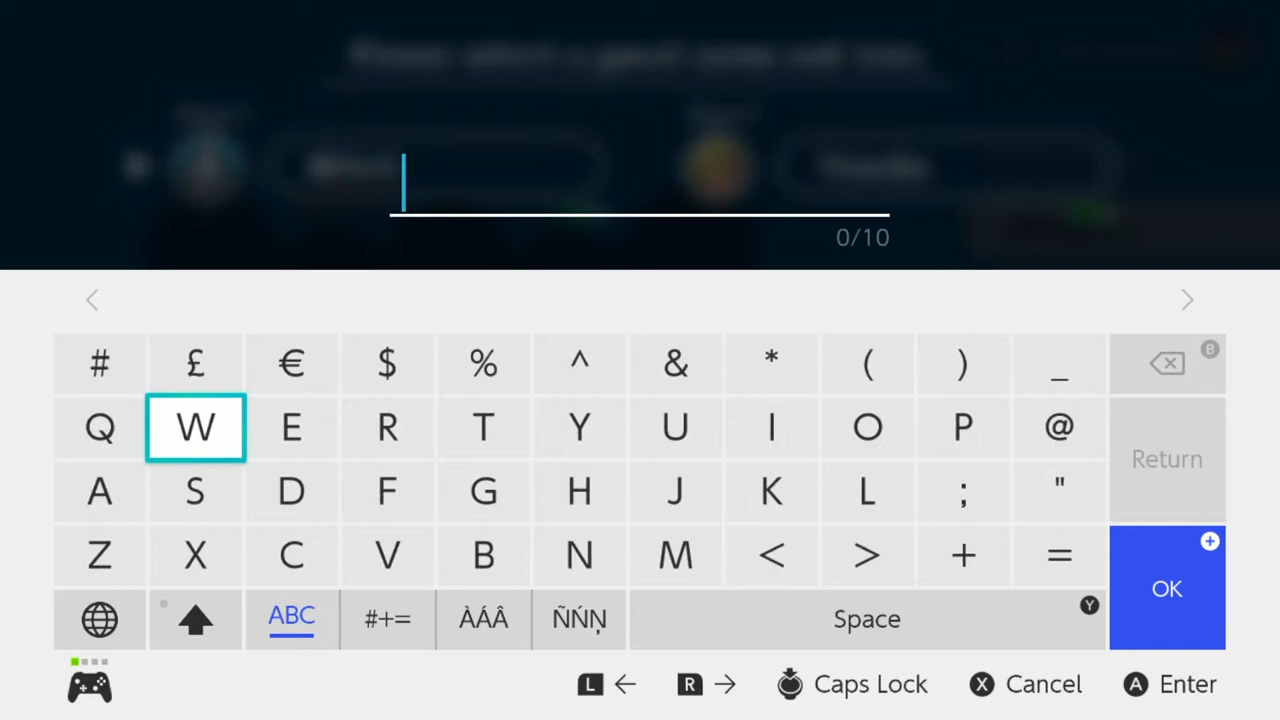 0/10
# £ € $ % ^ & * ( ) _ B
Q W E R T Y U I O P @ Return
A S D F G H J K L ; "
Z X C V B N M < > + = OK
ABC #+= ÀÁÂ ÑŃŅ Space Y
L ← R → Caps Lock X Cancel A Enter